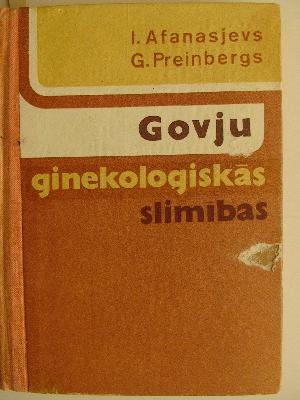 I. Afanasjevs
G. Preinbergs
Govju
ginekoloģiskās
slimības